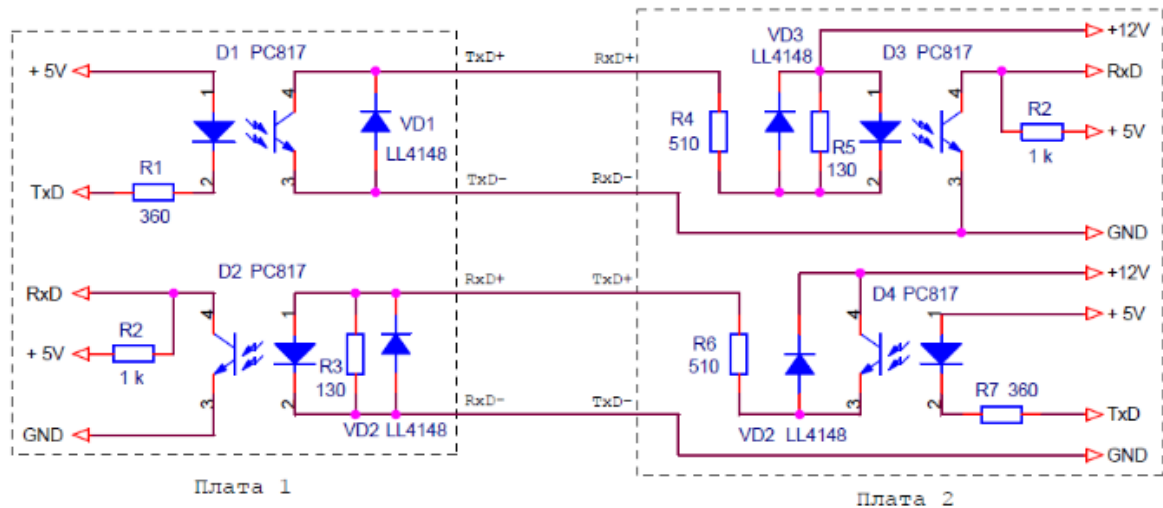 D1 PC817
+ 5V
1
4
2
3
R1
360
TxD
VD1
LL4148
TxD+
TxD-
RxD+
RxD-
VD3
LL4148
R4
510
R5
130
D3 PC817
1
4
2
3
+12V
RxD
R2
1 k
+ 5V
GND
D2 PC817
RxD
R2
1 k
+ 5V
GND
4
1
3
2
R3
130
VD2 LL4148
RxD+
RxD-
TxD+
TxD-
R6
510
VD2 LL4148
D4 PC817
4
1
3
2
R7 360
+12V
+ 5V
TxD
GND
Плата 1
Плата 2